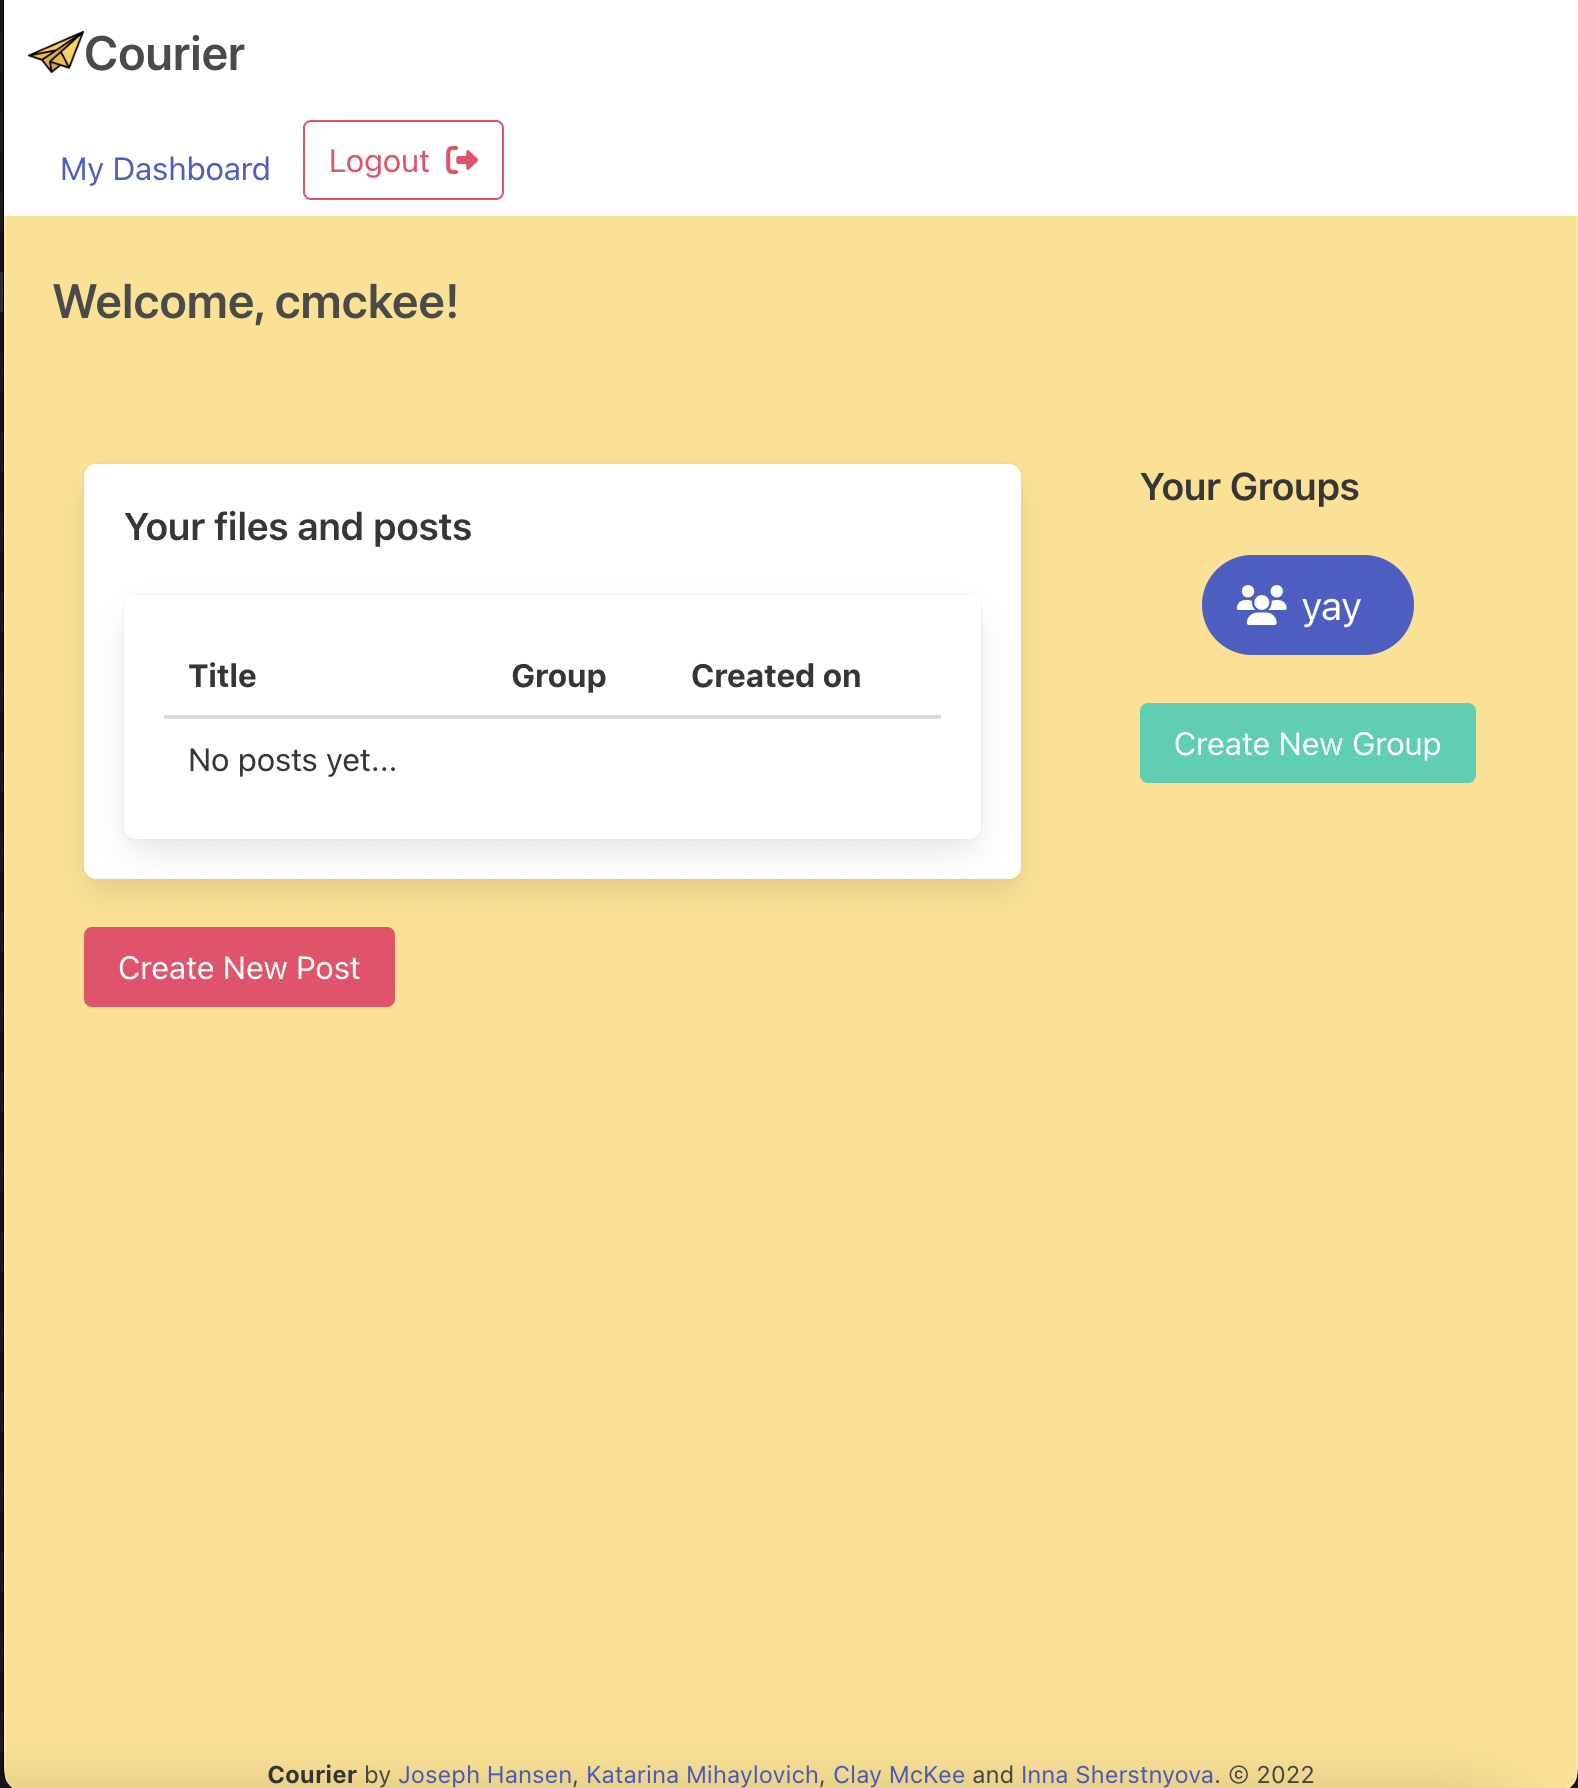 Courier
My Dashboard
Logout
Welcome, cmckee!
Your files and posts
Title Group Created on
No posts yet...
Create New Post
Your Groups
yay
Create New Group
Courier by Joseph Hansen, Katarina Mihaylovich, Clay McKee and Inna Sherstnyova. © 2022